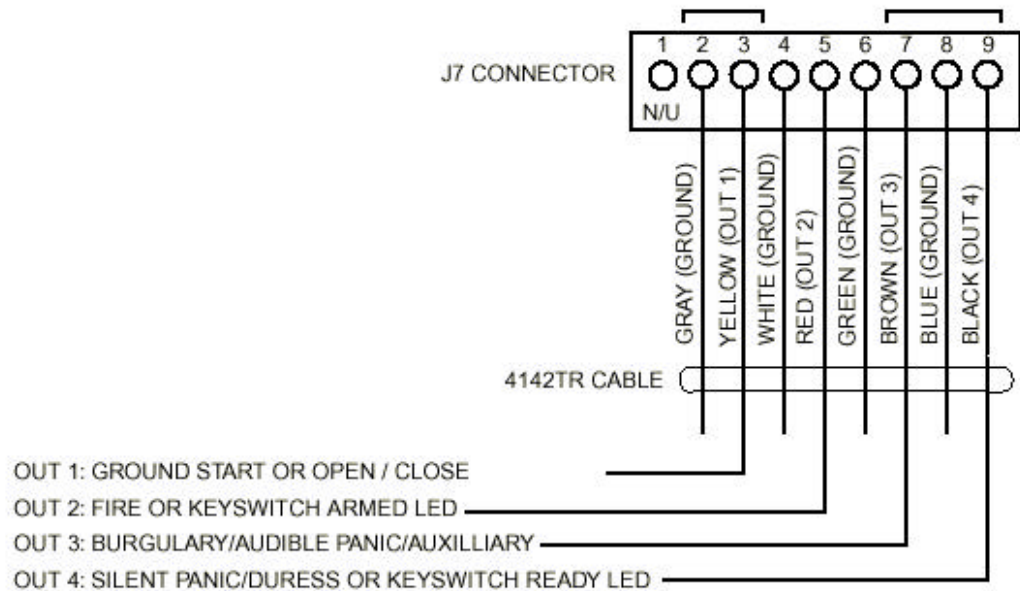 1 2 3 4 5 6 7 8 9
J7 CONNECTOR
N/U
GRAY (GROUND)
YELLOW (OUT 1)
WHITE (GROUND)
RED (OUT 2)
GREEN (GROUND)
BROWN (OUT 3)
BLUE (GROUND)
BLACK (OUT 4)
4142TR CABLE
OUT 1: GROUND START OR OPEN / CLOSE
OUT 2: FIRE OR KEYSWITCH ARMED LED
OUT 3: BURGULARY/AUDIBLE PANIC/AUXILLIARY
OUT 4: SILENT PANIC/DURESS OR KEYSWITCH READY LED